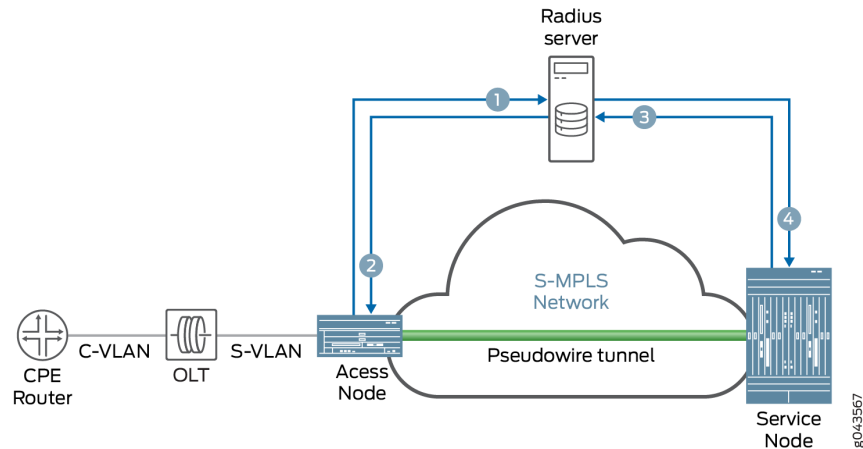 Radius
server
1
3
4
2
S-MPLS
Network
C-VLAN
S-VLAN
Pseudowire tunnel
CPE
Router
OLT
Acess
Node
Service
Node
g043567